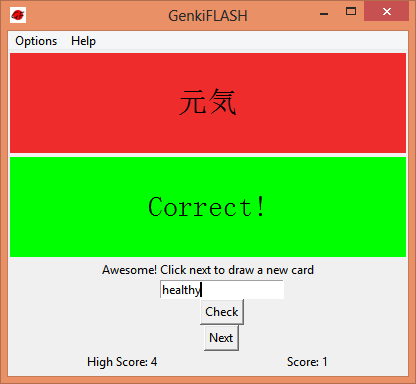 GenkiFLASH
Options Help
元気
Correct!
Awesome! Click next to draw a new card
healthy
Check
Next
High Score: 4 Score: 1